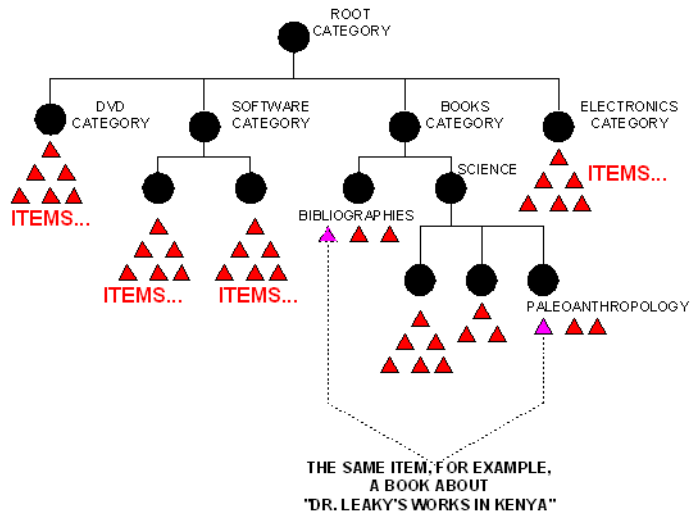 ROOT
CATEGORY
DVD
CATEGORY
SOFTWARE
CATEGORY
BOOKS
CATEGORY
ELECTRONICS
CATEGORY
ITEMS...
SCIENCE
ITEMS...
BIBLIOGRAPHIES
ITEMS...
ITEMS...
PALEOANTHROPOLOGY
THE SAME ITEM, FOR EXAMPLE,
A BOOK ABOUT
"DR. LEAKY'S WORKS IN KENYA"